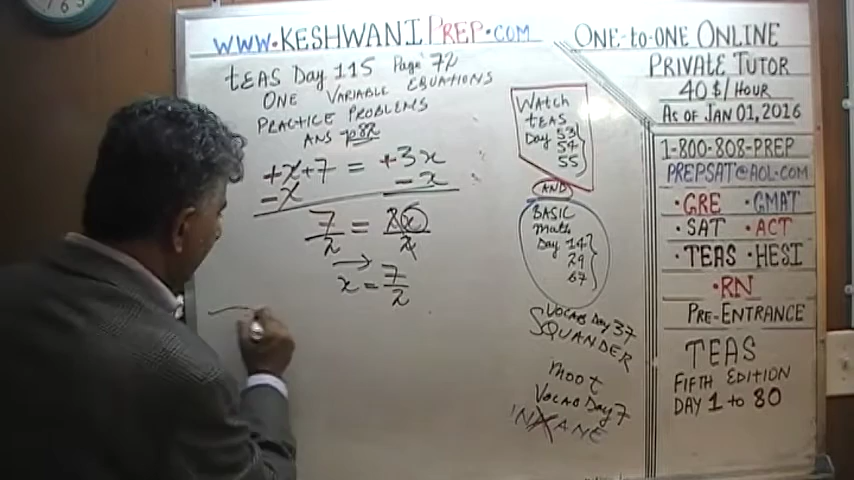 WWW.KESHWANIPREP.COM
TEAS DAY 115 Page 72
ONE VARIABLE EQUATIONS
PRACTICE PROBLEMS
ANS P82
+x+7 = +3x
-x - x
7 = 2x
2 2
x = 7
2
WATCH
TEAS
DAY 53
54
55
AND
BASIC
MATH
DAY 14
29
67
VOCAB DAY 37
SQUANDER
MOOT
VOCAB DAY 7
INANE
ONE-TO-ONE ONLINE
PRIVATE TUTOR
40 $/HOUR
AS OF JAN 01, 2016
1-800-808-PREP
PREPSAT@AOL.COM
•GRE •GMAT
•SAT •ACT
•TEAS •HESI
•RN
PRE-ENTRANCE
TEAS
FIFTH EDITION
DAY 1 TO 80